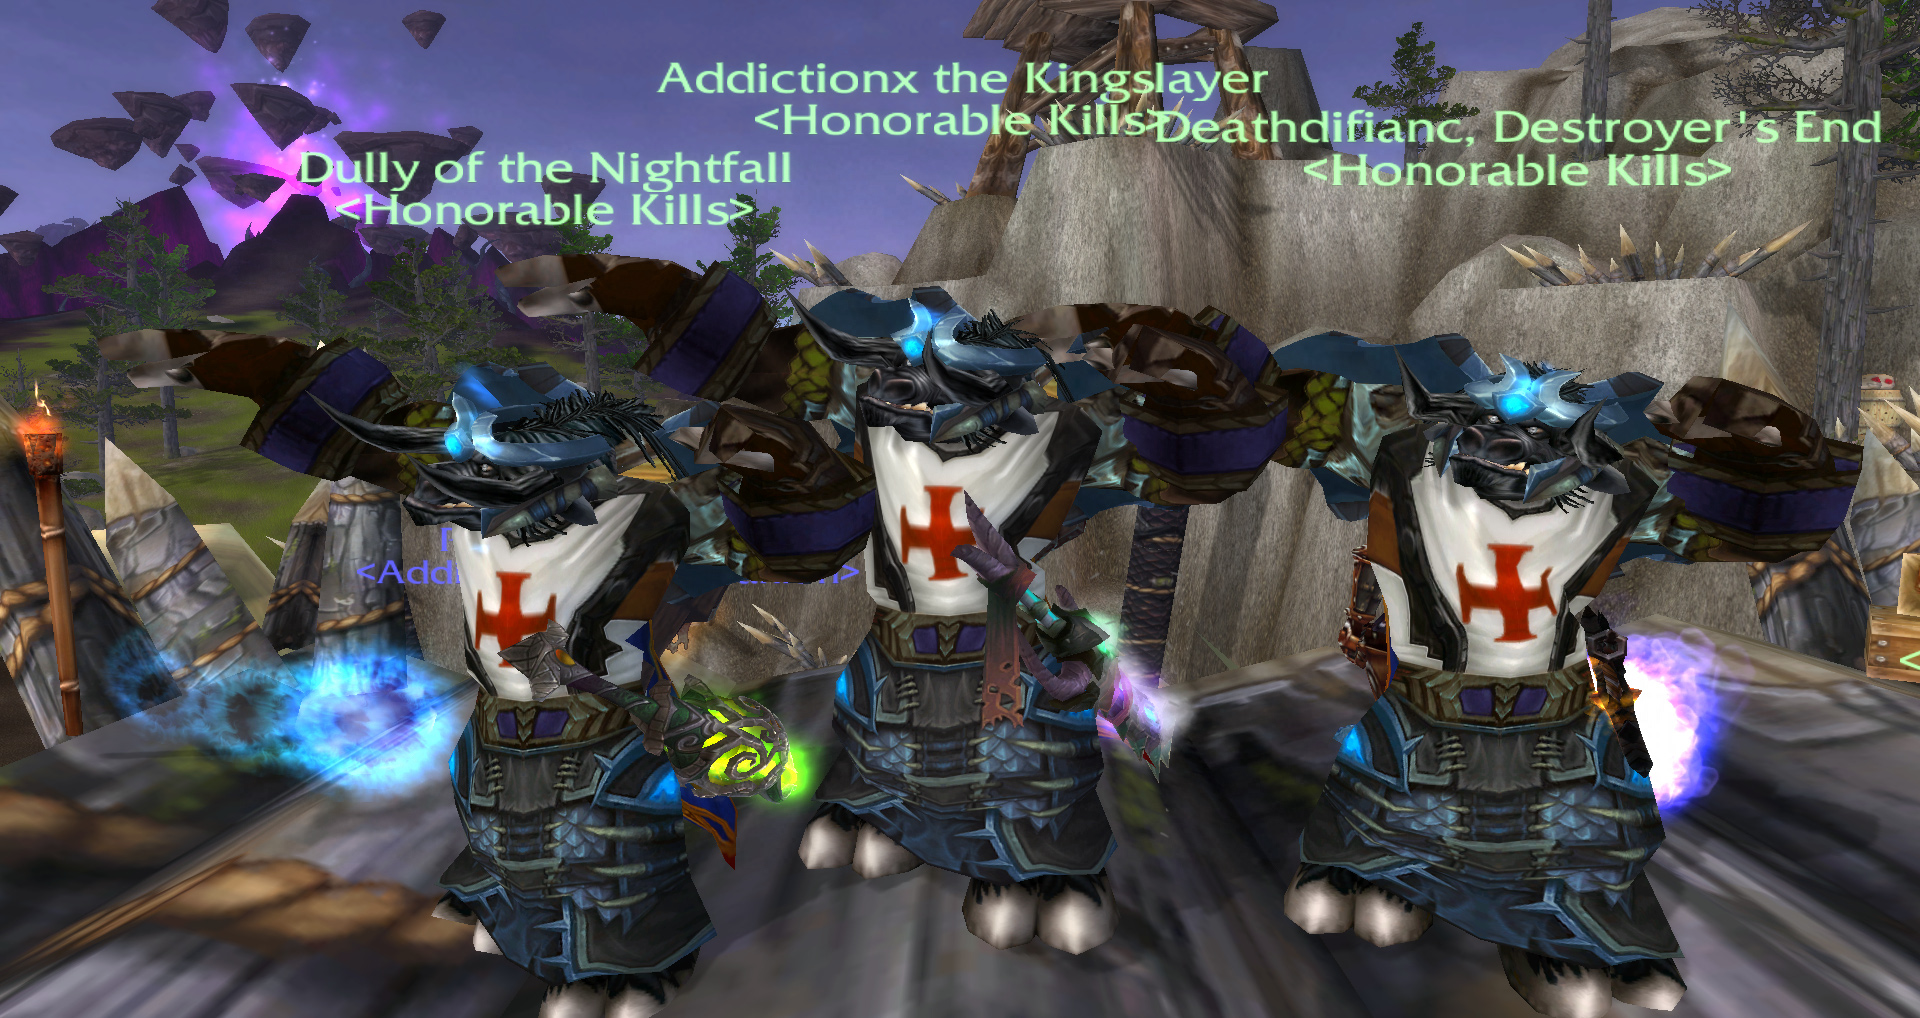 Addictionx the Kingslayer
<Honorable Kills>
Deathdifianc, Destroyer's End
<Honorable Kills>
Dully of the Nightfall
<Honorable Kills>